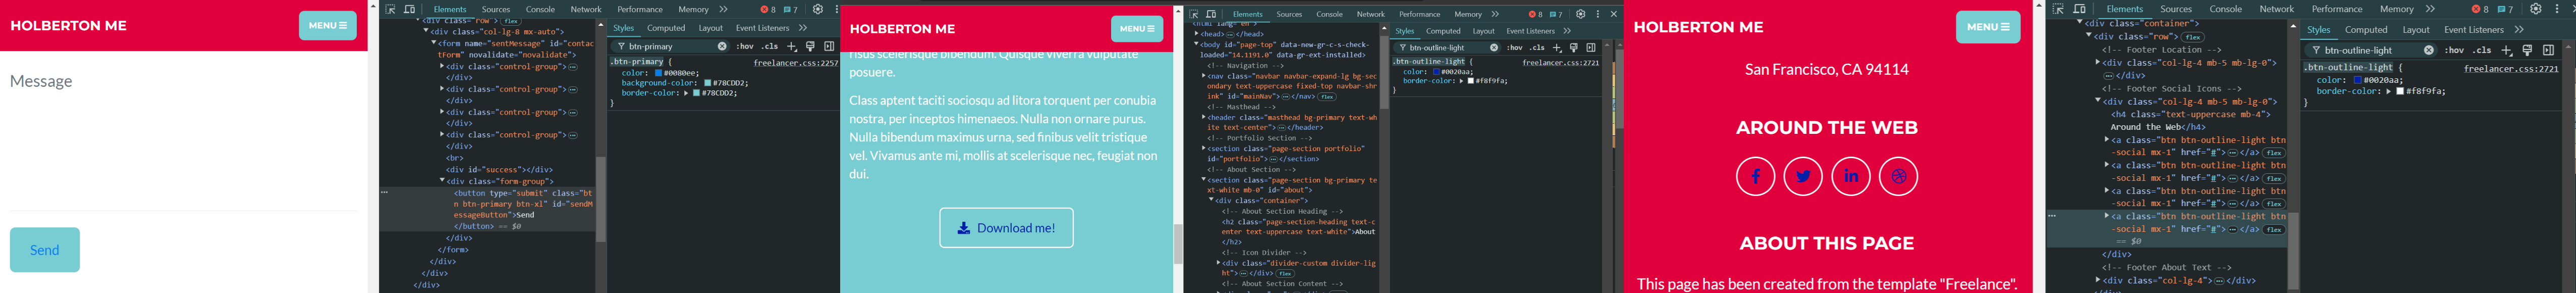 HOLBERTON ME
MENU
Message
Send
Elements Sources Console Network Performance Memory » 8 7
<div class="row"> flex
<div class="col-lg-8 mx-auto">
<form name="sentMessage" id="contac
tForm" novalidate="novalidate">
<div class="control-group">
</div>
<div class="control-group">
</div>
<div class="control-group">
</div>
<div class="control-group">
</div>
<br>
<div id="success"></div>
<div class="form-group">
<button type="submit" class="bt
n btn-primary btn-xl" id="sendM
essageButton">Send
</button> == $0
</div>
</form>
</div>
</div>
</div>
Styles Computed Layout Event Listeners »
btn-primary :hov .cls
.btn-primary { freelancer.css:2257
color: #0080ee;
background-color: #78CDD2;
border-color: #78CDD2;
}
HOLBERTON ME
MENU
risus scelerisque bibendum. Quisque viverra vulputate
posuere.
Class aptent taciti sociosqu ad litora torquent per conubia
nostra, per inceptos himenaeos. Nulla non ornare purus.
Nulla bibendum maximus urna, sed finibus velit tristique
vel. Vivamus ante mi, mollis at scelerisque nec, feugiat non
dui.
Download me!
Elements Sources Console Network Performance Memory » 8 7
<html lang="en">
<head></head>
<body id="page-top" data-new-gr-c-s-check-
loaded="14.1191.0" data-gr-ext-installed>
<!-- Navigation -->
<nav class="navbar navbar-expand-lg bg-sec
ondary text-uppercase fixed-top navbar-shr
ink" id="mainNav"></nav> flex
<!-- Masthead -->
<header class="masthead bg-primary text-wh
ite text-center"></header>
<!-- Portfolio Section -->
<section class="page-section portfolio"
id="portfolio"></section>
<!-- About Section -->
<section class="page-section bg-primary te
xt-white mb-0" id="about">
<div class="container">
<!-- About Section Heading -->
<h2 class="page-section-heading text-c
enter text-uppercase text-white">About
</h2>
<!-- Icon Divider -->
<div class="divider-custom divider-lig
ht"></div> flex
<!-- About Section Content -->
Styles Computed Layout Event Listeners »
btn-outline-light :hov .cls
.btn-outline-light { freelancer.css:2721
color: #0020aa;
border-color: #f8f9fa;
}
HOLBERTON ME
MENU
San Francisco, CA 94114
AROUND THE WEB
ABOUT THIS PAGE
This page has been created from the template "Freelance".
Elements Sources Console Network Performance Memory » 8 7
<div class="container">
<div class="row"> flex
<!-- Footer Location -->
<div class="col-lg-4 mb-5 mb-lg-0">
</div>
<!-- Footer Social Icons -->
<div class="col-lg-4 mb-5 mb-lg-0">
<h4 class="text-uppercase mb-4">
Around the Web</h4>
<a class="btn btn-outline-light btn
-social mx-1" href="#"></a> flex
<a class="btn btn-outline-light btn
-social mx-1" href="#"></a> flex
<a class="btn btn-outline-light btn
-social mx-1" href="#"></a> flex
<a class="btn btn-outline-light btn
-social mx-1" href="#"></a> flex
== $0
</div>
<!-- Footer About Text -->
<div class="col-lg-4"></div>
Styles Computed Layout »
btn-outline-light :hov .cls
.btn-outline-light { freelancer.css:2721
color: #0020aa;
border-color: #f8f9fa;
}